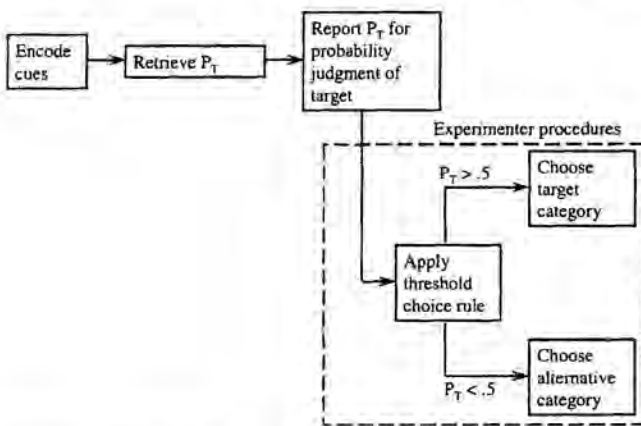 Encode
cues
Retrieve P_T
Report P_T for
probability
judgment of
target
Experimenter procedures
P_T > .5
Choose
target
category
Apply
threshold
choice rule
P_T < .5
Choose
alternative
category